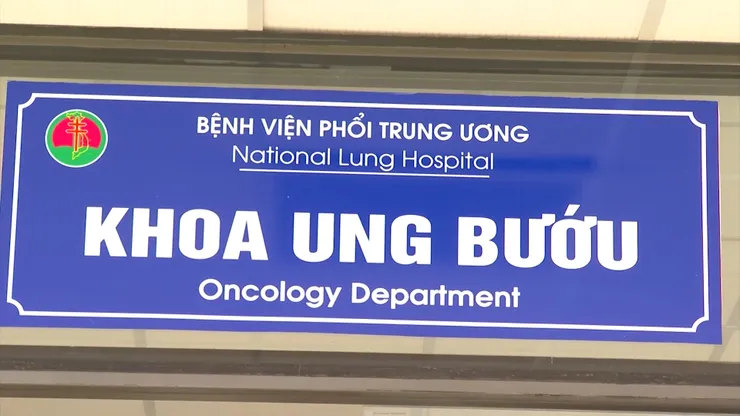 BỆNH VIỆN PHỔI TRUNG ƯƠNG
National Lung Hospital
KHOA UNG BƯỚU
Oncology Department